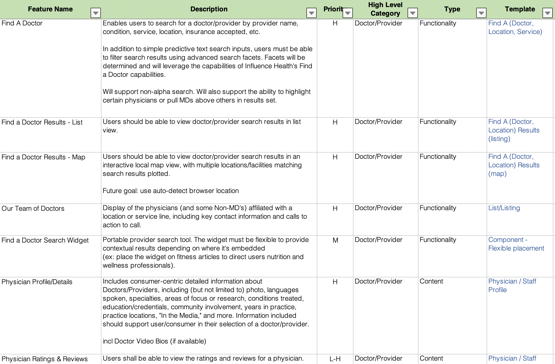 Feature Name Description Priorit High Level Category Type Template
Find A Doctor
Enables users to search for a doctor/provider by provider name,
condition, service, location, insurance accepted, etc.
In addition to simple predictive text search inputs, users must be able
to filter search results using advanced search facets. Facets will be
determined and will leverage the capabilities of Influence Health's Find
a Doctor capabilities.
Will support non-alpha search. Will also support the ability to highlight
certain physicians or pull MDs above others in results set.
H
Doctor/Provider
Functionality
Find A (Doctor,
Location, Service)
Find a Doctor Results - List
Users should be able to view doctor/provider search results in list
view.
H
Doctor/Provider
Functionality
Find A (Doctor,
Location) Results
(listing)
Find a Doctor Results - Map
Users should be able to view doctor/provider search results in an
interactive local map view, with multiple locations/facilities matching
search results plotted.
Future goal: use auto-detect browser location
H
Doctor/Provider
Functionality
Find A (Doctor,
Location) Results
(map)
Our Team of Doctors
Display of the physicians (and some Non-MD's) affiliated with a
location or service line, including key contact information and calls to
action to call.
H
Doctor/Provider
Functionality
List/Listing
Find a Doctor Search Widget
Portable provider search tool. The widget must be flexible to provide
contextual results depending on where it's embedded
(ex: place the widget on fitness articles to direct users nutrition and
wellness professionals).
M
Doctor/Provider
Functionality
Component -
Flexible placement
Physician Profile/Details
Includes consumer-centric detailed information about
Doctors/Providers, including (but not limited to) photo, languages
spoken, specialties, areas of focus or research, conditions treated,
education/credentials, community involvement, years in practice,
practice locations, "In the Media," and more. Information included
should support user/consumer in their selection of a doctor/provider.
incl Doctor Video Bios (if available)
H
Doctor/Provider
Content
Physician / Staff
Profile
Physician Ratings & Reviews
Users shall be able to view the ratings and reviews for a physician.
L-H
Doctor/Provider
Content
Physician / Staff